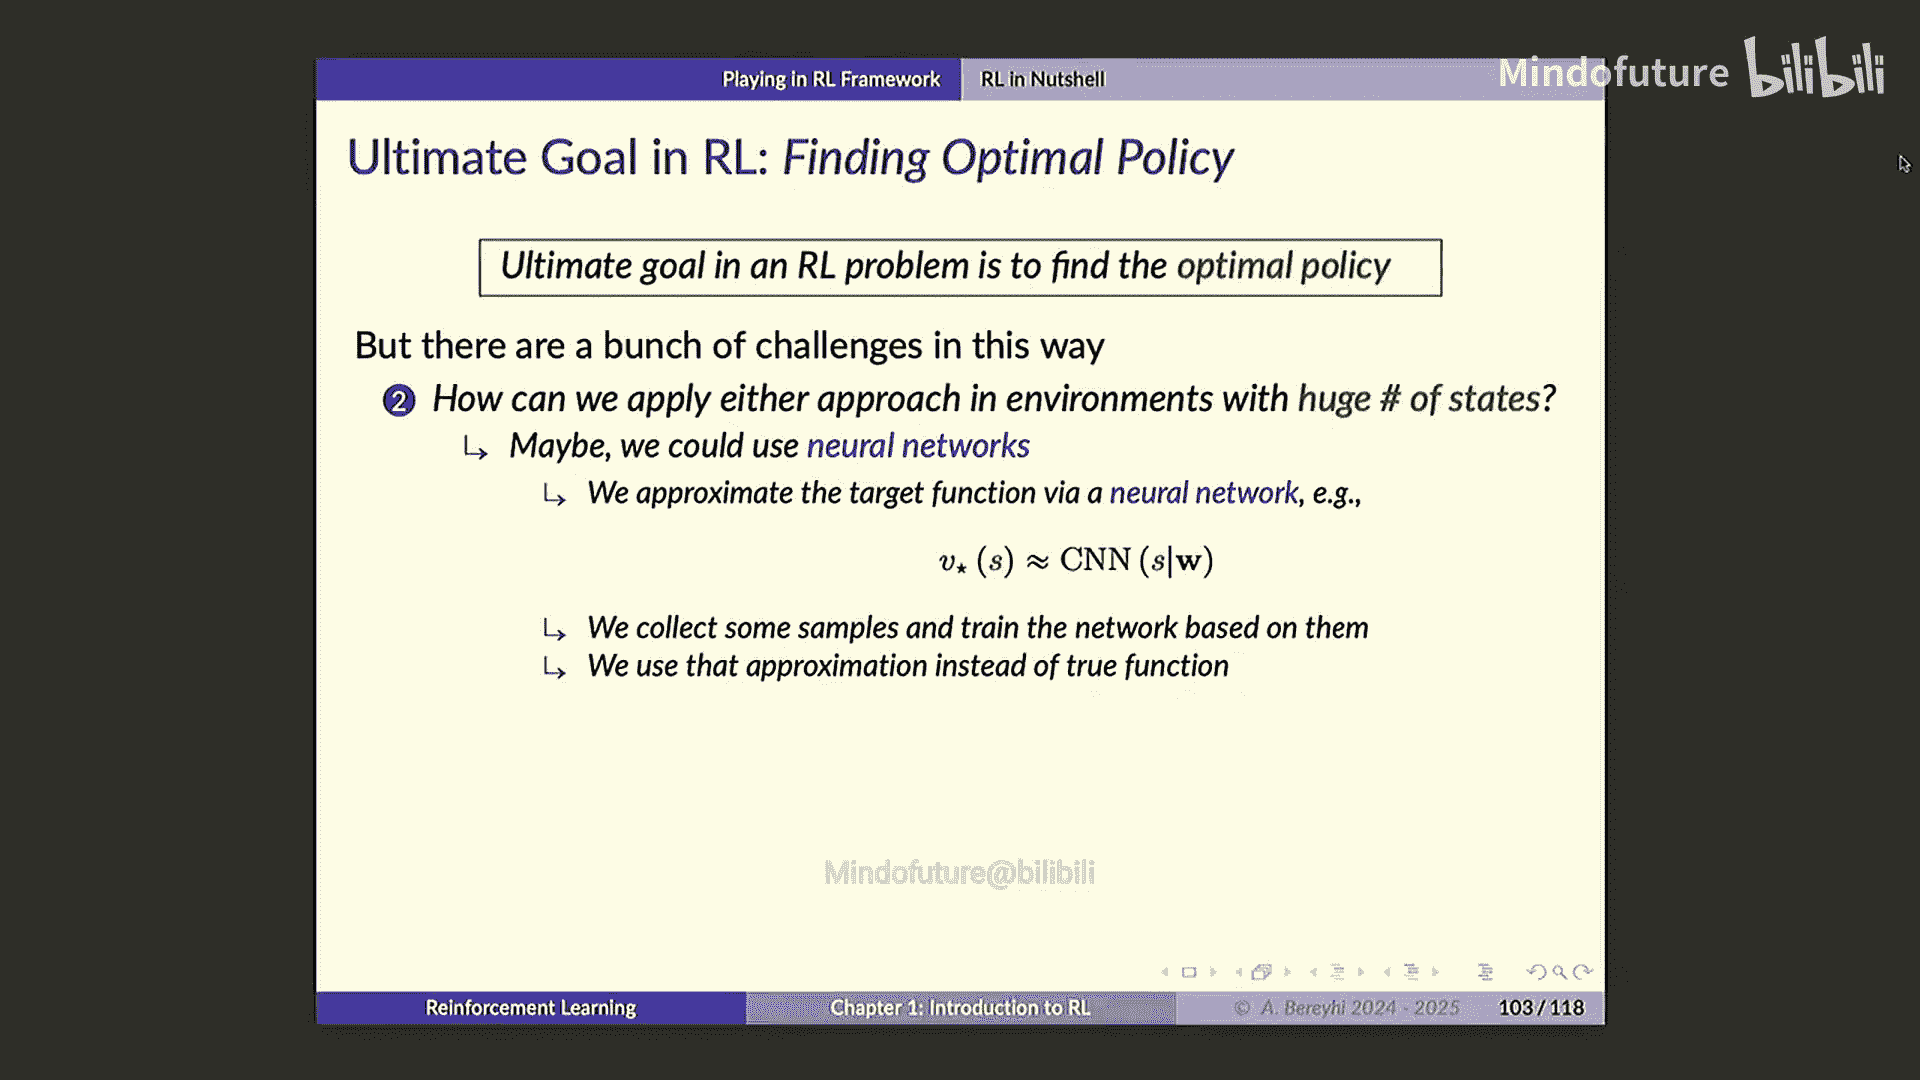 Playing in RL Framework RL in Nutshell
Mindofuture bilibili
Ultimate Goal in RL: Finding Optimal Policy
Ultimate goal in an RL problem is to find the optimal policy
But there are a bunch of challenges in this way
2 How can we apply either approach in environments with huge # of states?
↳ Maybe, we could use neural networks
↳ We approximate the target function via a neural network, e.g.,
v⋆ (s) ≈ CNN (s|w)
↳ We collect some samples and train the network based on them
↳ We use that approximation instead of true function
Mindofuture@bilibili
Reinforcement Learning Chapter 1: Introduction to RL © A. Bereyhi 2024 - 2025 103 / 118